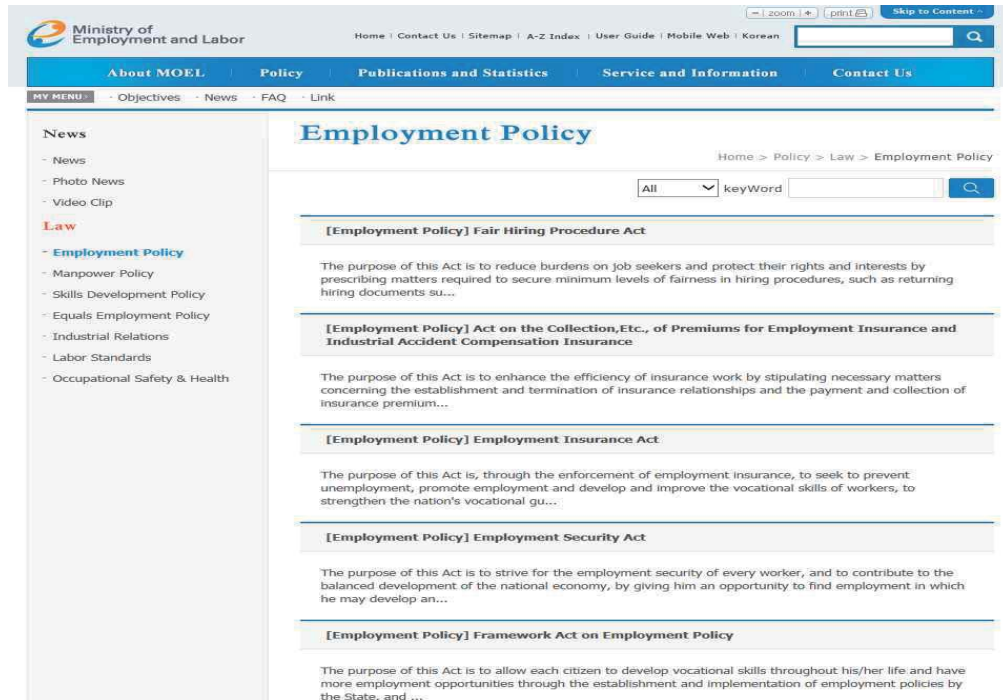 - zoom + print Skip to Content ^
Ministry of
Employment and Labor
Home | Contact Us | Sitemap | A-Z Index | User Guide | Mobile Web | Korean
About MOEL Policy Publications and Statistics Service and Information Contact Us
MY MENU > · Objectives · News · FAQ · Link
News
- News
- Photo News
- Video Clip
Law
- Employment Policy
- Manpower Policy
- Skills Development Policy
- Equals Employment Policy
- Industrial Relations
- Labor Standards
- Occupational Safety & Health
Employment Policy
Home > Policy > Law > Employment Policy
All keyWord
[Employment Policy] Fair Hiring Procedure Act
The purpose of this Act is to reduce burdens on job seekers and protect their rights and interests by
prescribing matters required to secure minimum levels of fairness in hiring procedures, such as returning
hiring documents su...
[Employment Policy] Act on the Collection,Etc., of Premiums for Employment Insurance and
Industrial Accident Compensation Insurance
The purpose of this Act is to enhance the efficiency of insurance work by stipulating necessary matters
concerning the establishment and termination of insurance relationships and the payment and collection of
insurance premium...
[Employment Policy] Employment Insurance Act
The purpose of this Act is, through the enforcement of employment insurance, to seek to prevent
unemployment, promote employment and develop and improve the vocational skills of workers, to
strengthen the nation's vocational gu...
[Employment Policy] Employment Security Act
The purpose of this Act is to strive for the employment security of every worker, and to contribute to the
balanced development of the national economy, by giving him an opportunity to find employment in which
he may develop an...
[Employment Policy] Framework Act on Employment Policy
The purpose of this Act is to allow each citizen to develop vocational skills throughout his/her life and have
more employment opportunities through the establishment and implementation of employment policies by
the State, and ...